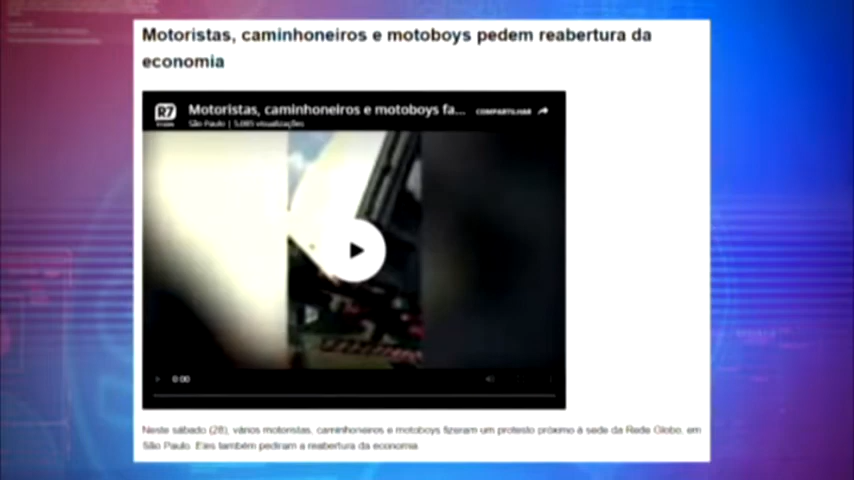 Motoristas, caminhoneiros e motoboys pedem reabertura da
economia
R7
Motoristas, caminhoneiros e motoboys fa...
COMPARTILHAR
São Paulo | 5.085 visualizações
0:00
Neste sábado (28), vários motoristas, caminhoneiros e motoboys fizeram um protesto próximo à sede da Rede Globo, em
São Paulo. Eles também pediram a reabertura da economia